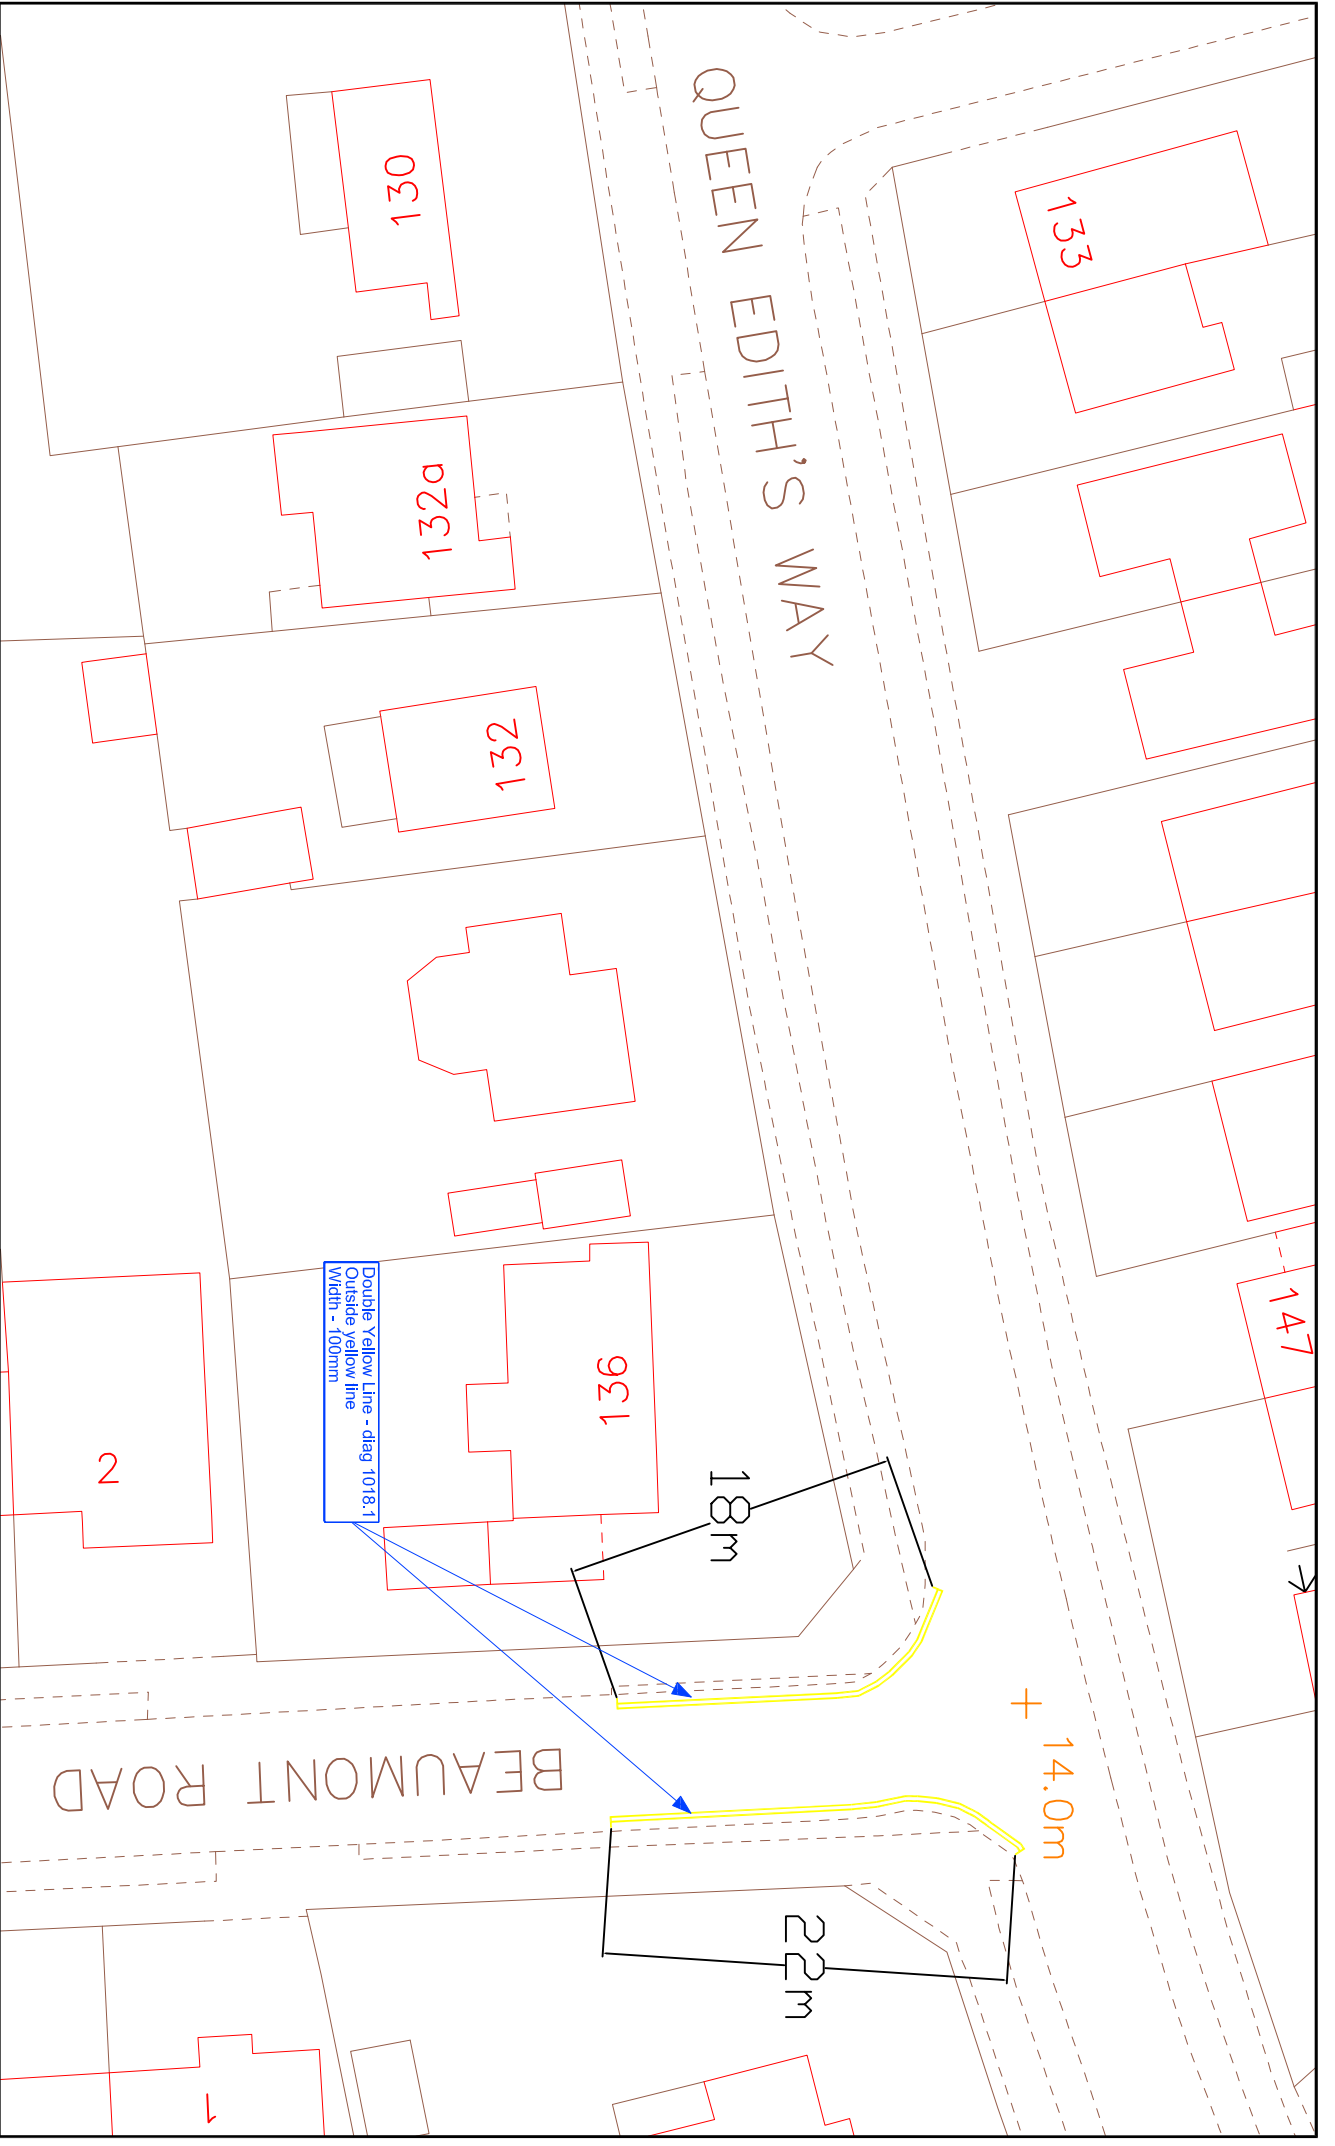 QUEEN EDITH'S WAY
130
133
132a
132
147
136
2
Double Yellow Line - diag 1018.1
Outside yellow line
Width - 100mm
18m
14.0m
BEAUMONT ROAD
22m
1